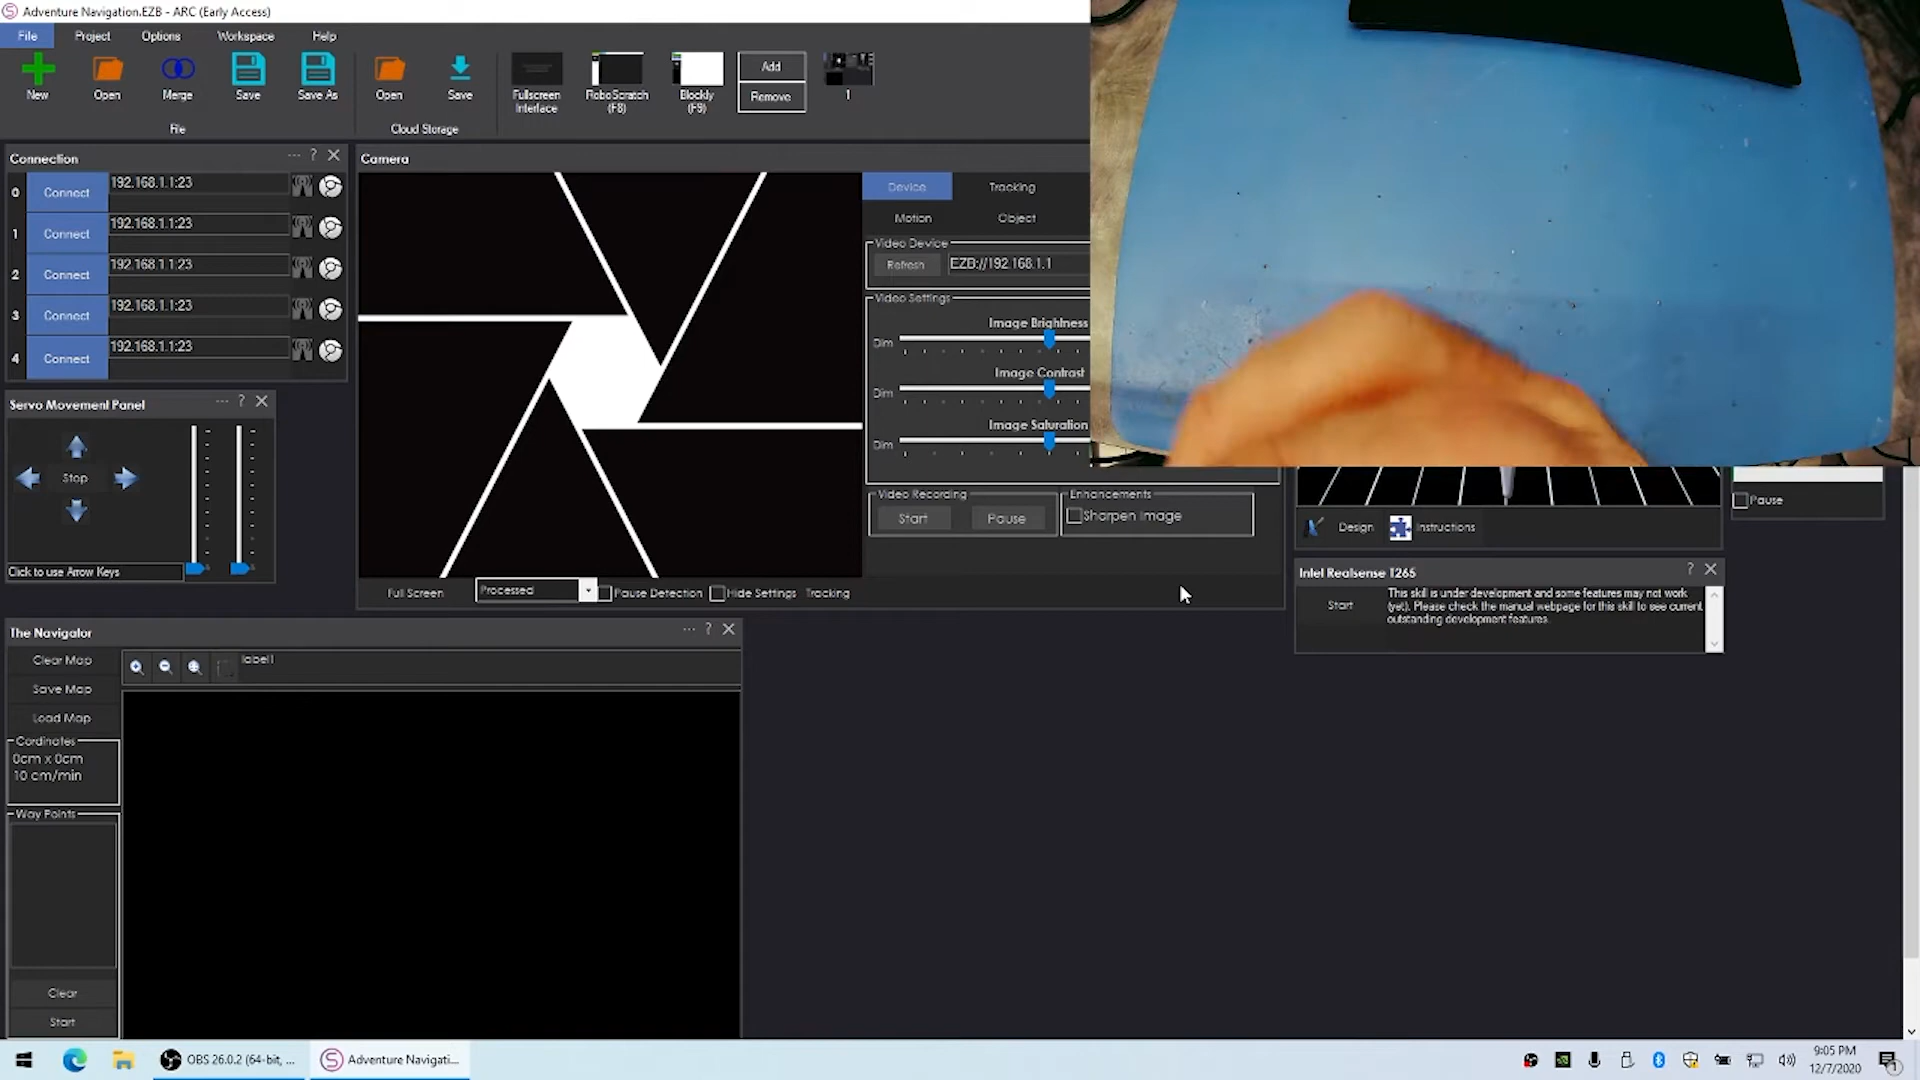 Adventure Navigation.EZB - ARC (Early Access)
File Project Options Workspace Help
New Open Merge Save Save As Open Save Fullscreen Interface RoboScratch (F8) Blockly (F9) Add Remove 1
File Cloud Storage
Connection ... ?
0 Connect 192.168.1.1:23
1 Connect 192.168.1.1:23
2 Connect 192.168.1.1:23
3 Connect 192.168.1.1:23
4 Connect 192.168.1.1:23
Servo Movement Panel ... ?
Stop
Click to use Arrow Keys
Camera
Device Tracking
Motion Object
Video Device
Refresh EZB://192.168.1.1
Video Settings
Image Brightness
Dim
Image Contrast
Dim
Image Saturation
Dim
Video Recording
Start Pause
Enhancements
Sharpen Image
Full Screen Processed Pause Detection Hide Settings Tracking
Design Instructions
Pause
Intel Realsense T265 ?
Start
This skill is under development and some features may not work
(yet). Please check the manual webpage for this skill to see current
outstanding development features.
The Navigator ... ?
Clear Map
Save Map
Load Map
label1
Cordinates
0cm x 0cm
10 cm/min
Way Points
Clear
Start
OBS 26.0.2 (64-bit, ...
Adventure Navigati...
9:05 PM
12/7/2020